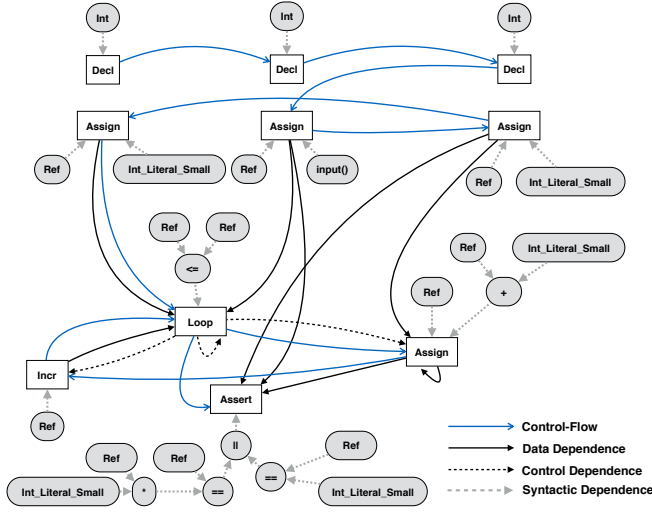 Int Int Int
Decl Decl Decl
Assign Assign Assign
Ref Int_Literal_Small Ref input() Ref Int_Literal_Small
Ref Ref
Ref Int_Literal_Small
<=
Ref +
Loop
Assign
Incr
Assert
Ref
Control-Flow
||
Ref
Data Dependence
Ref Ref
Control Dependence
Int_Literal_Small * == == Int_Literal_Small
Syntactic Dependence